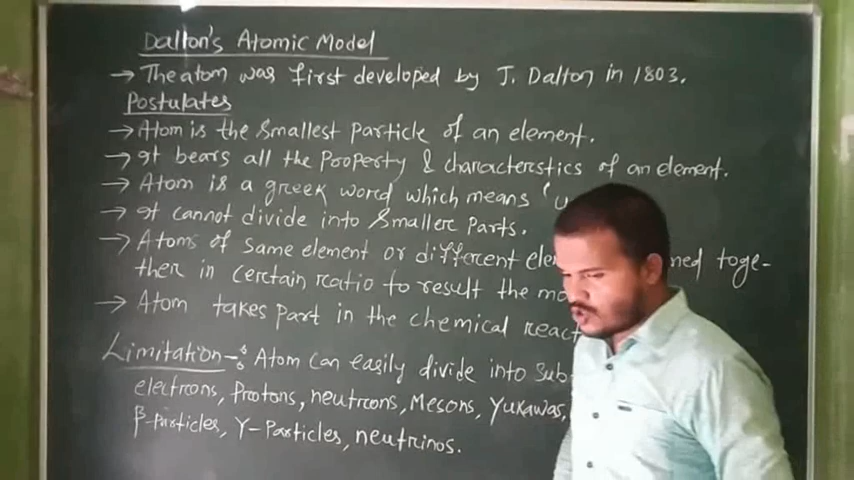 Dalton's Atomic Model
→ The atom was first developed by J. Dalton in 1803.
Postulates
→ Atom is the smallest particle of an element.
→ It bears all the Property & characterstics of an element.
→ Atom is a greek word which means 'u
→ It cannot divide into smaller parts.
→ Atoms of same element or different ele ned toge-
ther in certain ratio to result the mo
→ Atom takes part in the chemical react
Limitation -: Atom can easily divide into sub-
electrons, Protons, neutrons, Mesons, Yukawas,
β-Particles, γ-Particles, neutrinos.